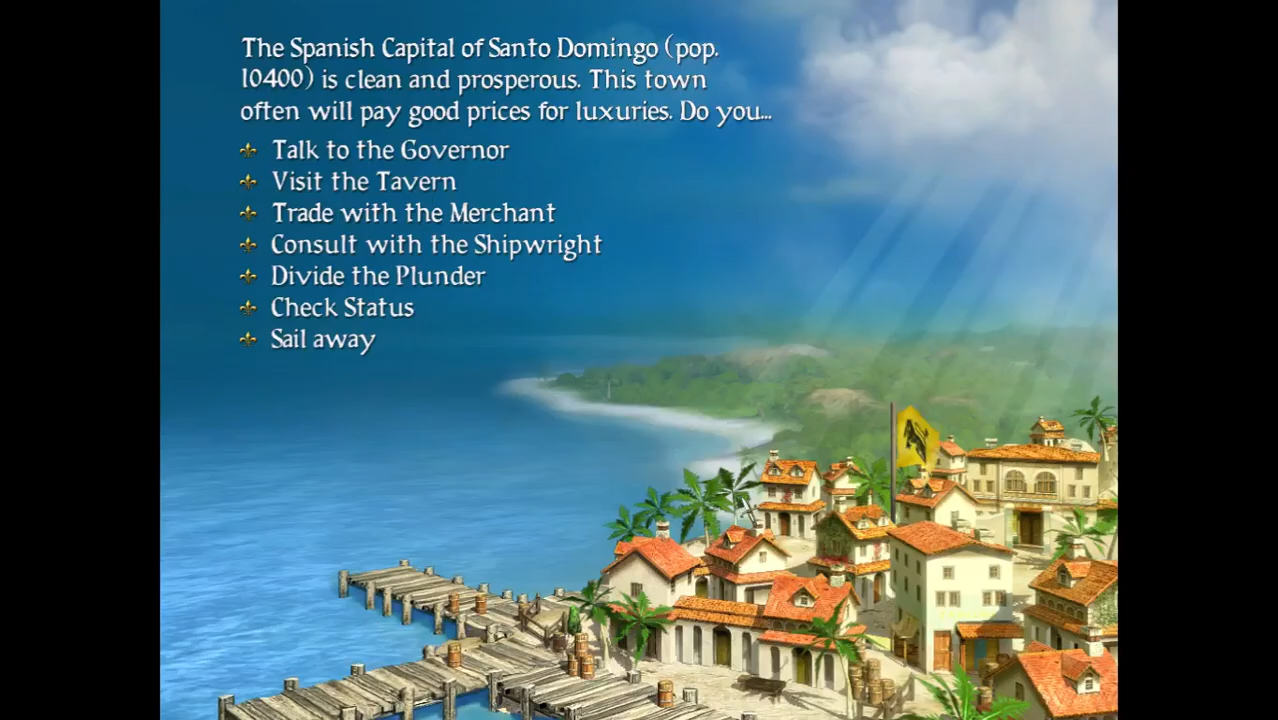 The Spanish Capital of Santo Domingo (pop.
10400) is clean and prosperous. This town
often will pay good prices for luxuries. Do you...
Talk to the Governor
Visit the Tavern
Trade with the Merchant
Consult with the Shipwright
Divide the Plunder
Check Status
Sail away